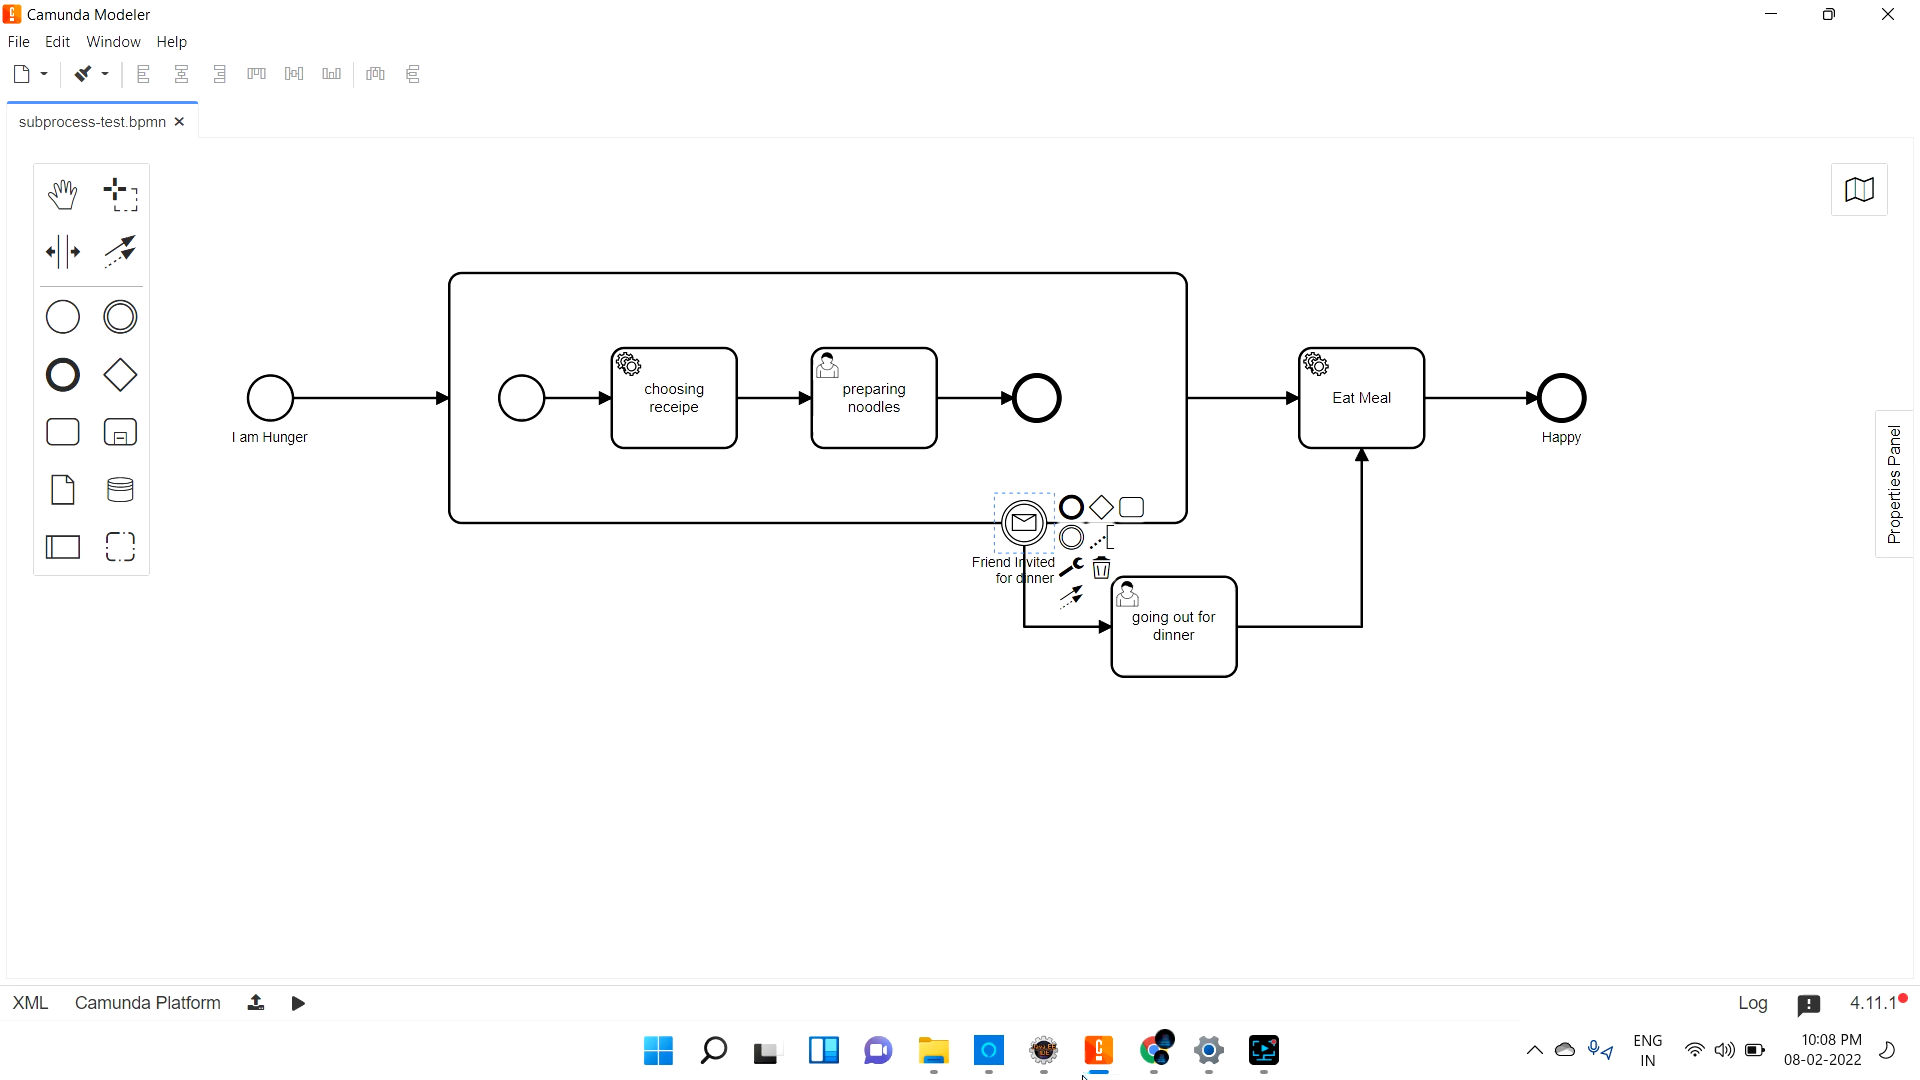 Camunda Modeler
File Edit Window Help
subprocess-test.bpmn
I am Hunger
choosing
receipe
preparing
noodles
Eat Meal
Happy
Friend Invited
for dinner
going out for
dinner
Properties Panel
XML Camunda Platform Log 4.11.1
ENG
IN
10:08 PM
08-02-2022